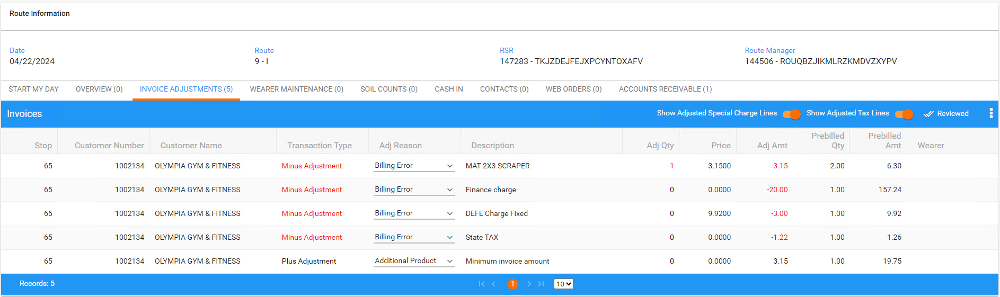 Route Information
Date Route RSR Route Manager
04/22/2024 9 - I 147283 - TKJZDEJFEJXPCYNTOXAFV 144506 - ROUQBZJIKMLRZKMDVZXYPV
START MY DAY OVERVIEW (0) INVOICE ADJUSTMENTS (5) WEARER MAINTENANCE (0) SOIL COUNTS (0) CASH IN CONTACTS (0) WEB ORDERS (0) ACCOUNTS RECEIVABLE (1)
Invoices Show Adjusted Special Charge Lines Show Adjusted Tax Lines Reviewed
Stop Customer Number Customer Name Transaction Type Adj Reason Description Adj Qty Price Adj Amt Prebilled Qty Prebilled Amt Wearer
65 1002134 OLYMPIA GYM & FITNESS Minus Adjustment Billing Error MAT 2X3 SCRAPER -1 3.1500 -3.15 2.00 6.30
65 1002134 OLYMPIA GYM & FITNESS Minus Adjustment Billing Error Finance charge 0 0.0000 -20.00 1.00 157.24
65 1002134 OLYMPIA GYM & FITNESS Minus Adjustment Billing Error DEFE Charge Fixed 0 9.9200 -3.00 1.00 9.92
65 1002134 OLYMPIA GYM & FITNESS Minus Adjustment Billing Error State TAX 0 0.0000 -1.22 1.00 1.26
65 1002134 OLYMPIA GYM & FITNESS Plus Adjustment Additional Product Minimum invoice amount 0 0.0000 3.15 1.00 19.75
Records: 5 1 10